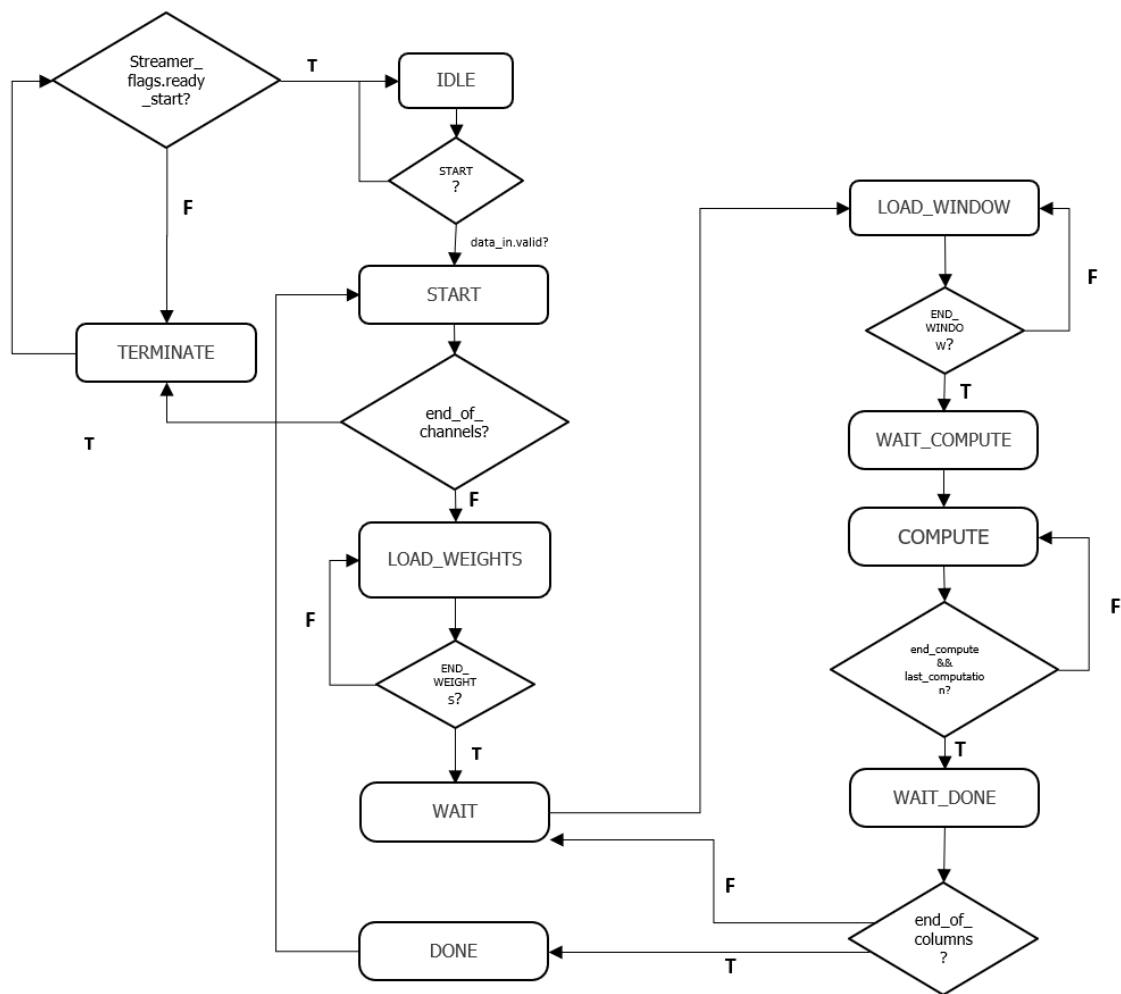 Streamer_
flags.ready
_start?
T
IDLE
F
START
?
data_in.valid?
START
TERMINATE
T
end_of_
channels?
F
LOAD_WEIGHTS
F
END_
WEIGHT
s?
T
WAIT
DONE
LOAD_WINDOW
F
END_
WINDO
w?
T
WAIT_COMPUTE
COMPUTE
F
end_compute
&&
last_computatio
n?
T
WAIT_DONE
F
end_of_
columns
?
T